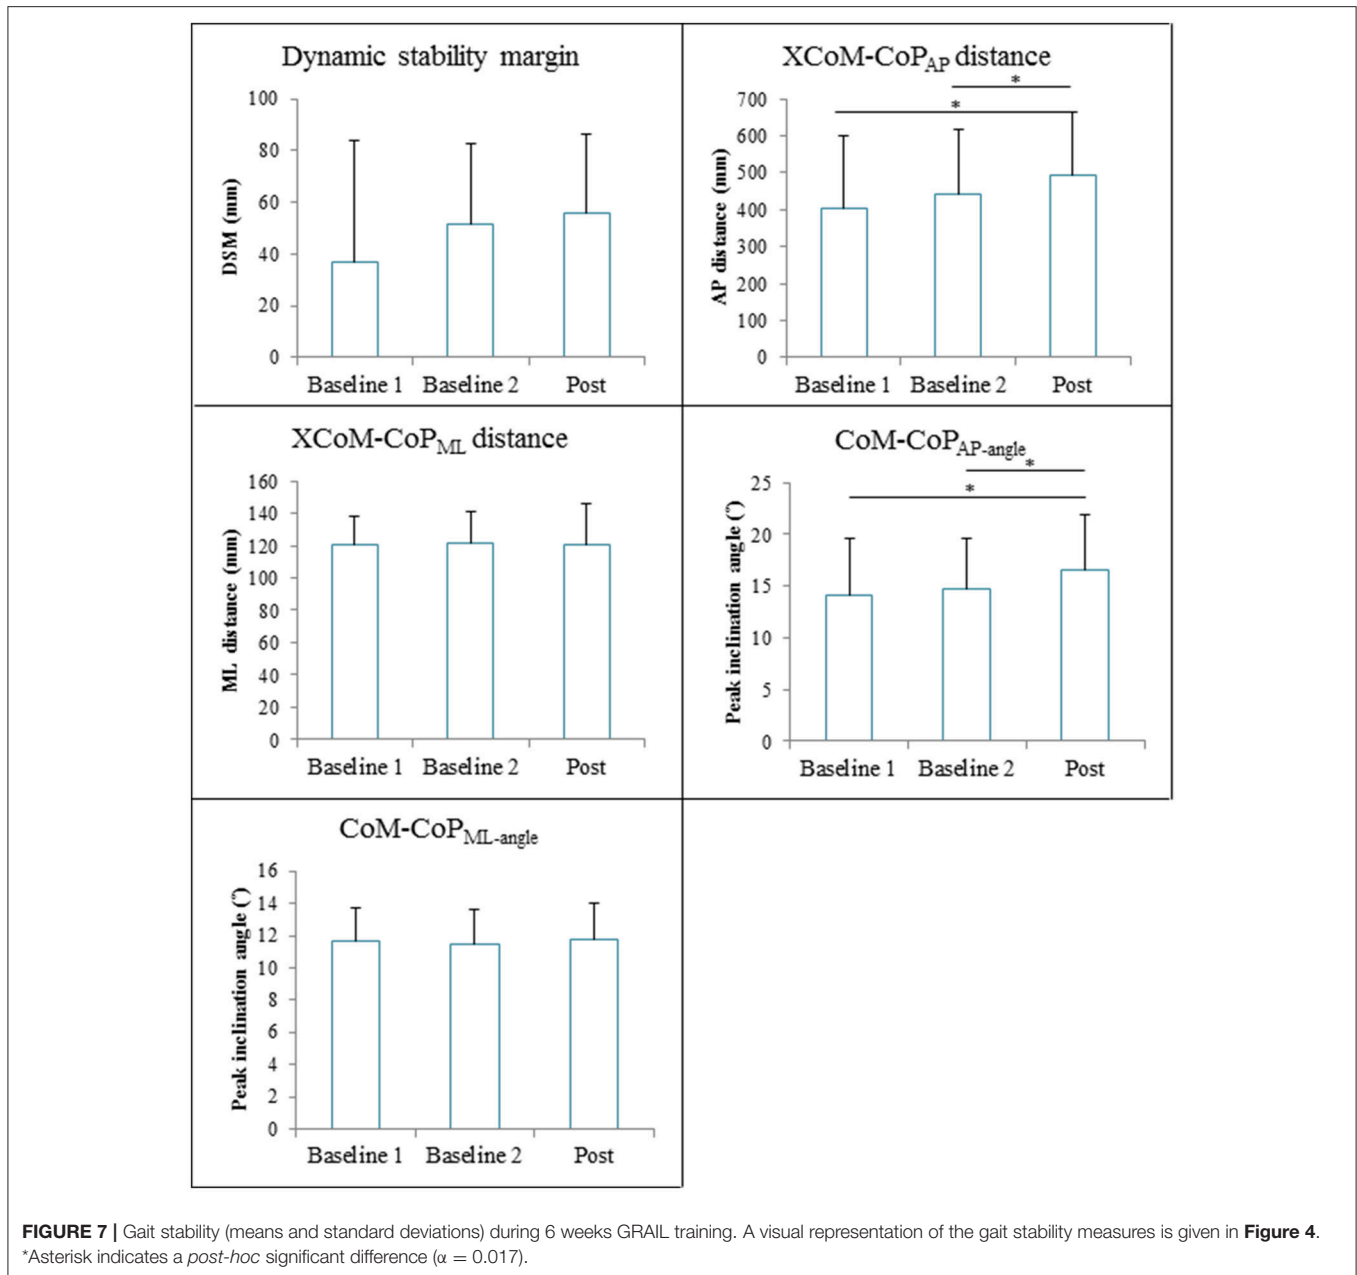 Dynamic stability margin
100
80
60
40
20
0
DSM (mm)
Baseline 1 Baseline 2 Post
XCoM-CoPAP distance
*
*
700
600
500
400
300
200
100
0
AP distance (mm)
Baseline 1 Baseline 2 Post
XCoM-CoPML distance
160
140
120
100
80
60
40
20
0
ML distance (mm)
Baseline 1 Baseline 2 Post
CoM-CoPAP-angle
*
*
25
20
15
10
5
0
Peak inclination angle (°)
Baseline 1 Baseline 2 Post
CoM-CoPML-angle
16
14
12
10
8
6
4
2
0
Peak inclination angle (°)
Baseline 1 Baseline 2 Post
FIGURE 7 | Gait stability (means and standard deviations) during 6 weeks GRAIL training. A visual representation of the gait stability measures is given in Figure 4.
*Asterisk indicates a post-hoc significant difference (α = 0.017).